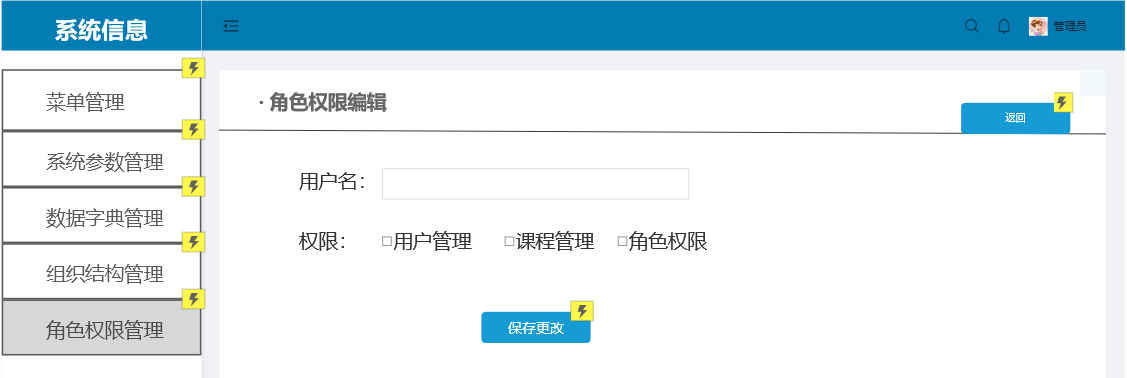 系统信息
管理员
菜单管理
系统参数管理
数据字典管理
组织结构管理
角色权限管理
· 角色权限编辑
返回
用户名：
权限： □用户管理 □课程管理 □角色权限
保存更改